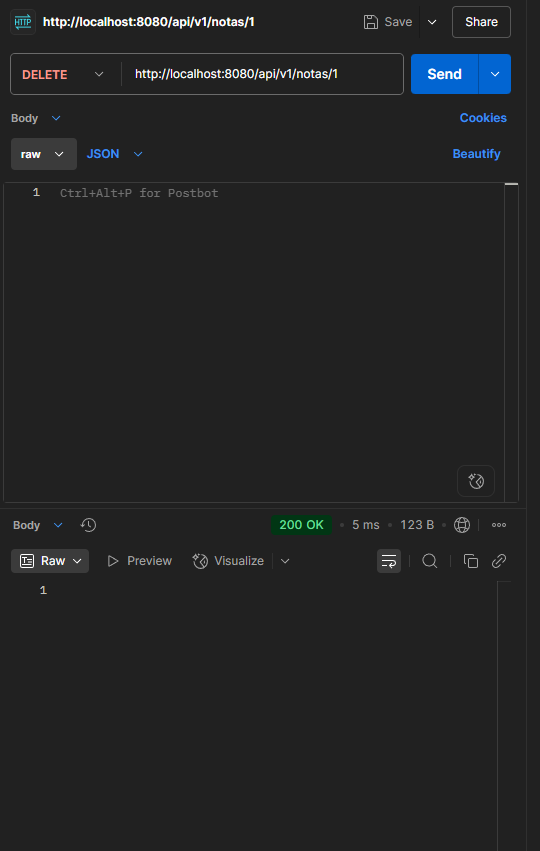 HTTP http://localhost:8080/api/v1/notas/1 Save Share
DELETE http://localhost:8080/api/v1/notas/1 Send
Body Cookies
raw JSON Beautify
1 Ctrl+Alt+P for Postbot
Body 200 OK • 5 ms • 123 B •
Raw Preview Visualize
1